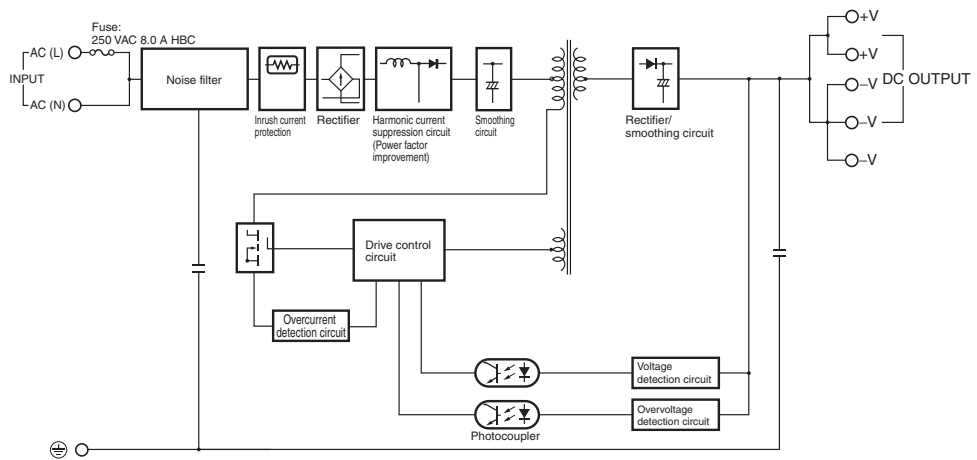 Fuse:
250 VAC 8.0 A HBC
AC (L)
INPUT
AC (N)
Noise filter
Inrush current
protection
Rectifier
Harmonic current
suppression circuit
(Power factor
improvement)
Smoothing
circuit
Rectifier/
smoothing circuit
+V
+V
–V
DC OUTPUT
–V
–V
Drive control
circuit
Overcurrent
detection circuit
Voltage
detection circuit
Overvoltage
detection circuit
Photocoupler